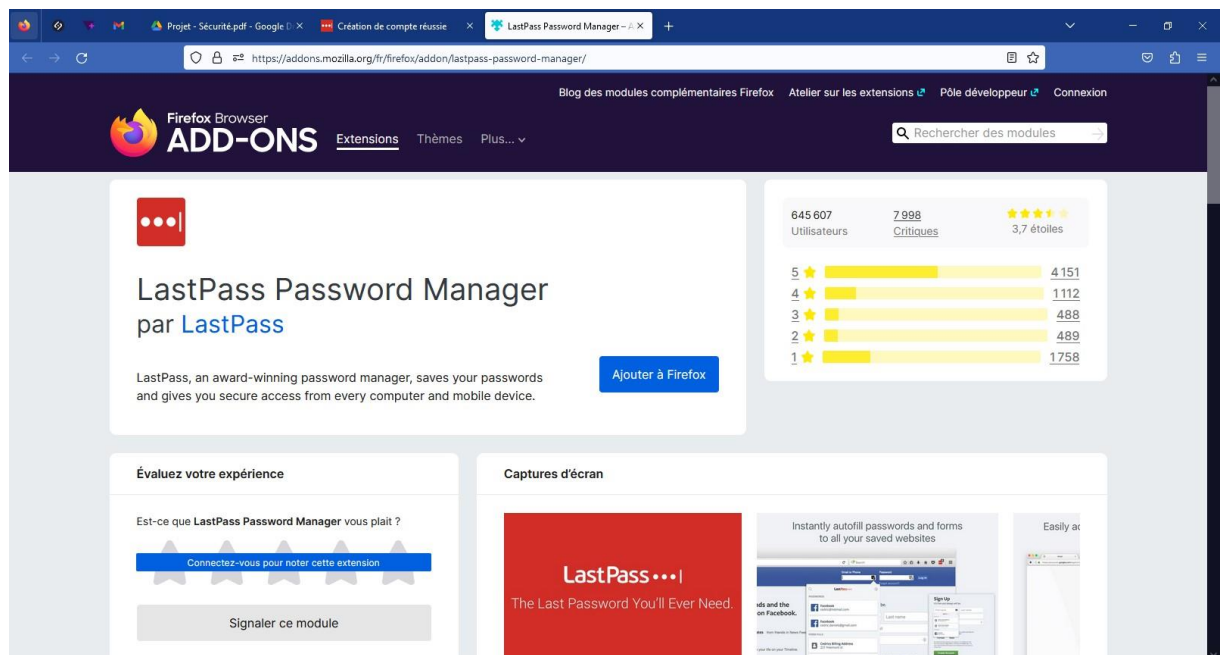 Projet - Sécurité.pdf - Google D
Création de compte réussie
LastPass Password Manager – A
https://addons.mozilla.org/fr/firefox/addon/lastpass-password-manager/
Blog des modules complémentaires Firefox Atelier sur les extensions Pôle développeur Connexion
Firefox Browser
ADD-ONS
Extensions Thèmes Plus...
Rechercher des modules
LastPass Password Manager
par LastPass
LastPass, an award-winning password manager, saves your passwords
and gives you secure access from every computer and mobile device.
Ajouter à Firefox
645 607 7 998
Utilisateurs Critiques 3,7 étoiles
5 4 151
4 1 112
3 488
2 489
1 1 758
Évaluez votre expérience
Est-ce que LastPass Password Manager vous plait ?
Connectez-vous pour noter cette extension
Signaler ce module
Captures d'écran
LastPass
The Last Password You'll Ever Need.
Instantly autofill passwords and forms
to all your saved websites
Sign Up
Easily